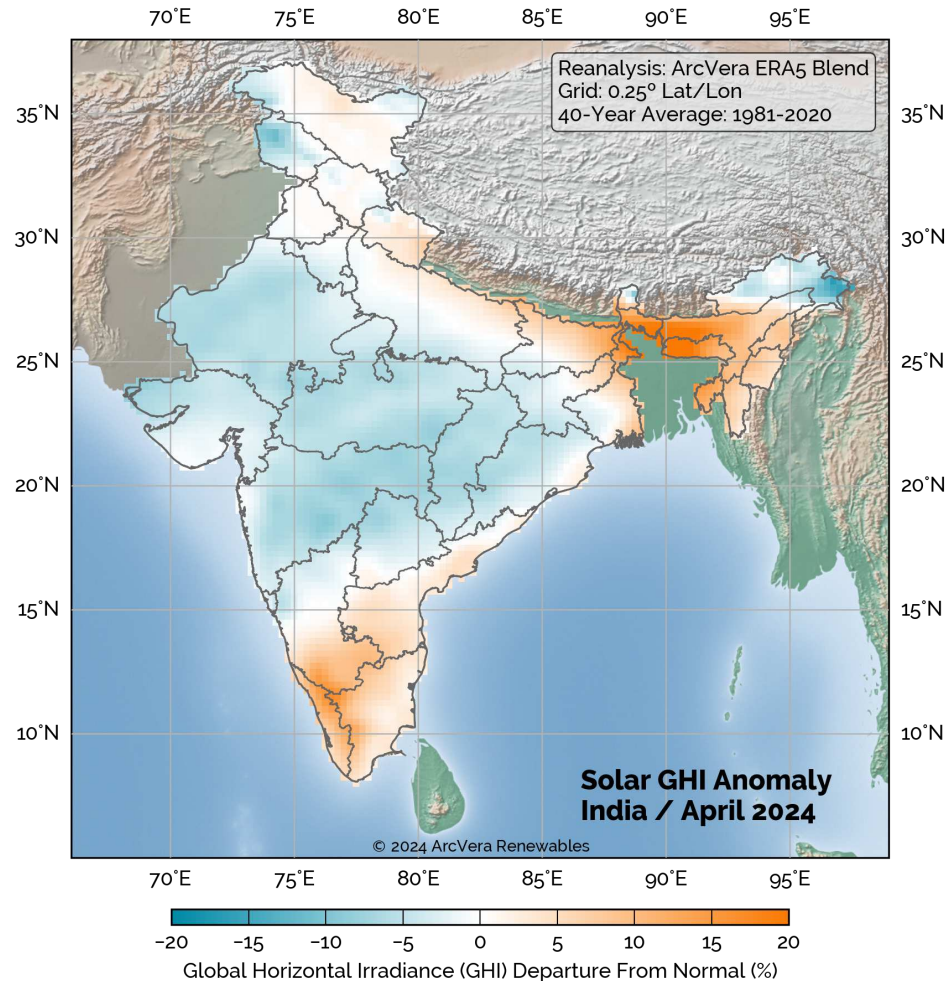 70˚E 75˚E 80˚E 85˚E 90˚E 95˚E
Reanalysis: ArcVera ERA5 Blend
Grid: 0.25º Lat/Lon
40-Year Average: 1981-2020
35˚N 35˚N
30˚N 30˚N
25˚N 25˚N
20˚N 20˚N
15˚N 15˚N
10˚N 10˚N
Solar GHI Anomaly
India / April 2024
© 2024 ArcVera Renewables
70˚E 75˚E 80˚E 85˚E 90˚E 95˚E
−20 −15 −10 −5 0 5 10 15 20
Global Horizontal Irradiance (GHI) Departure From Normal (%)